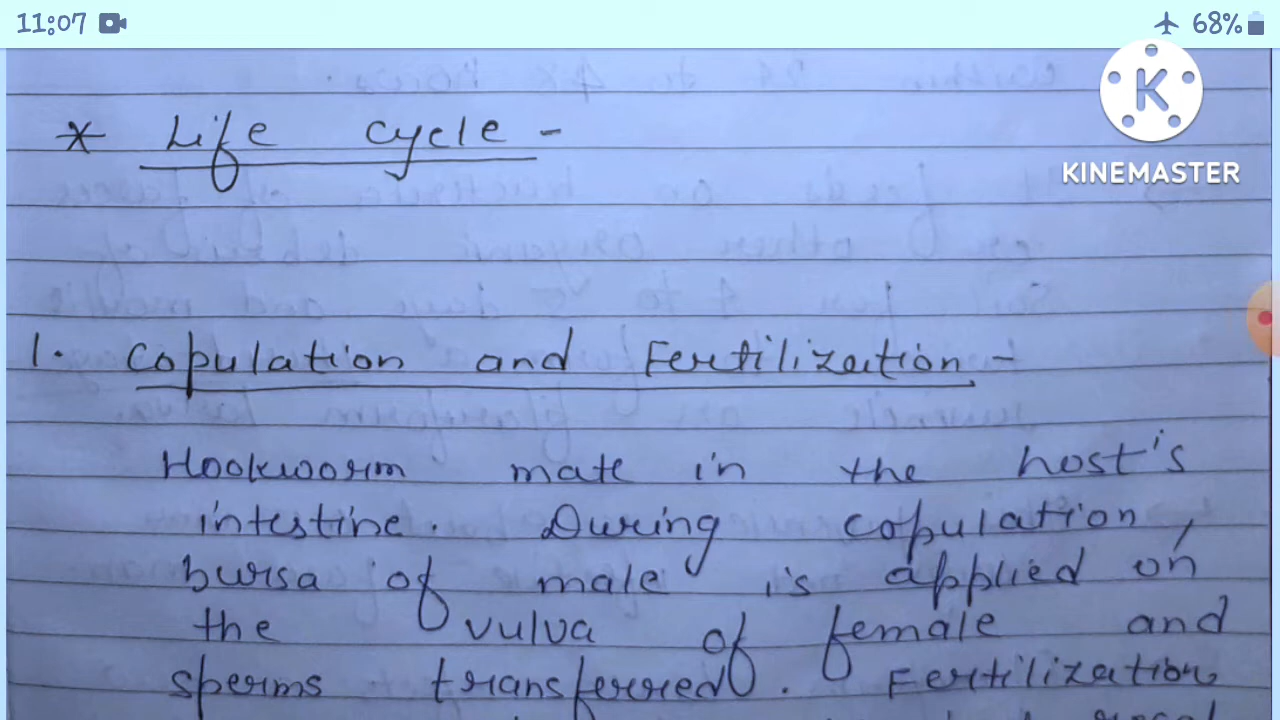 11:07
68%
KINEMASTER
* Life cycle -
1. Copulation and Fertilization -
Hookworm mate in the host's
intestine. During copulation,
bursa of male is applied on
the vulva of female and
sperms transferred. Fertilization